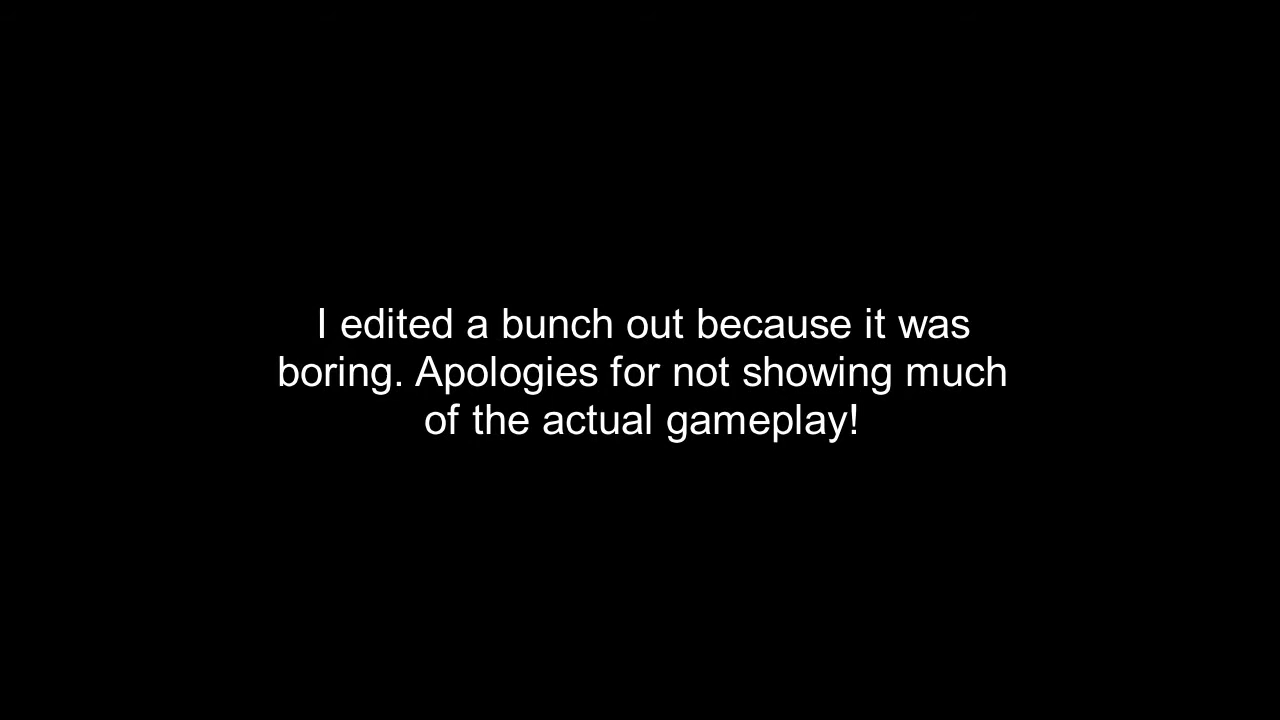 I edited a bunch out because it was
boring. Apologies for not showing much
of the actual gameplay!